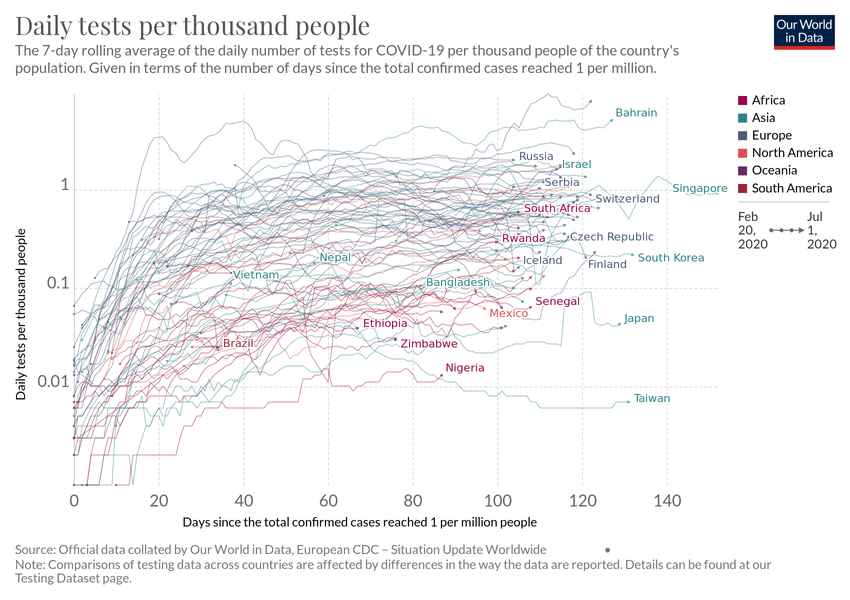 Daily tests per thousand people
Our World
in Data
The 7-day rolling average of the daily number of tests for COVID-19 per thousand people of the country's
population. Given in terms of the number of days since the total confirmed cases reached 1 per million.
Africa
Asia
Europe
North America
Oceania
South America
Feb
20,
2020
Jul
1,
2020
Daily tests per thousand people
1
0.1
0.01
Bahrain
Russia
Israel
Serbia
Singapore
Switzerland
South Africa
Rwanda
Czech Republic
Nepal
Iceland
South Korea
Finland
Vietnam
Bangladesh
Senegal
Mexico
Japan
Ethiopia
Brazil
Zimbabwe
Nigeria
Taiwan
0
20
40
60
80
100
120
140
Days since the total confirmed cases reached 1 per million people
Source: Official data collated by Our World in Data, European CDC – Situation Update Worldwide
Note: Comparisons of testing data across countries are affected by differences in the way the data are reported. Details can be found at our
Testing Dataset page.